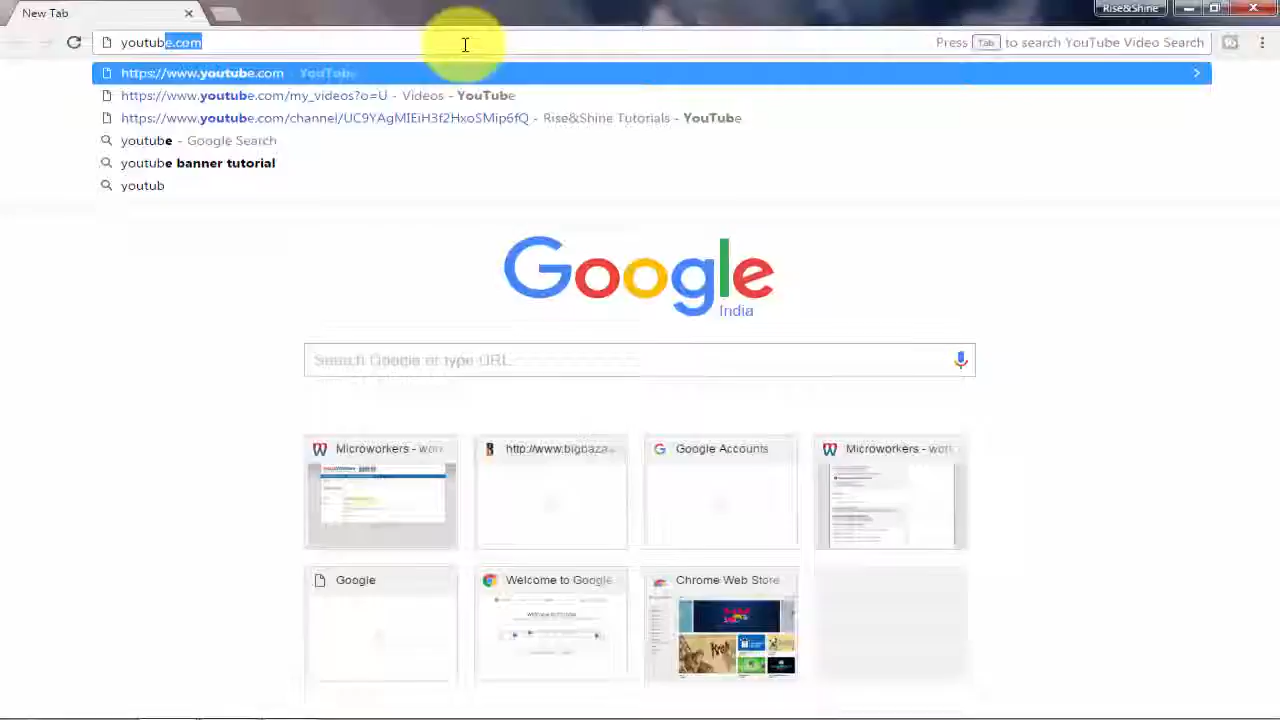 New Tab
Rise&Shine
youtube.com
Press Tab to search YouTube Video Search
https://www.youtube.com - YouTube
https://www.youtube.com/my_videos?o=U - Videos - YouTube
https://www.youtube.com/channel/UC9YAgMIEiH3f2HxoSMip6fQ - Rise&Shine Tutorials - YouTube
youtube - Google Search
youtube banner tutorial
youtub
Google
India
Search Google or type URL
Microworkers - work
http://www.bigbaza
Google Accounts
Microworkers - work
Google
Welcome to Google
Chrome Web Store